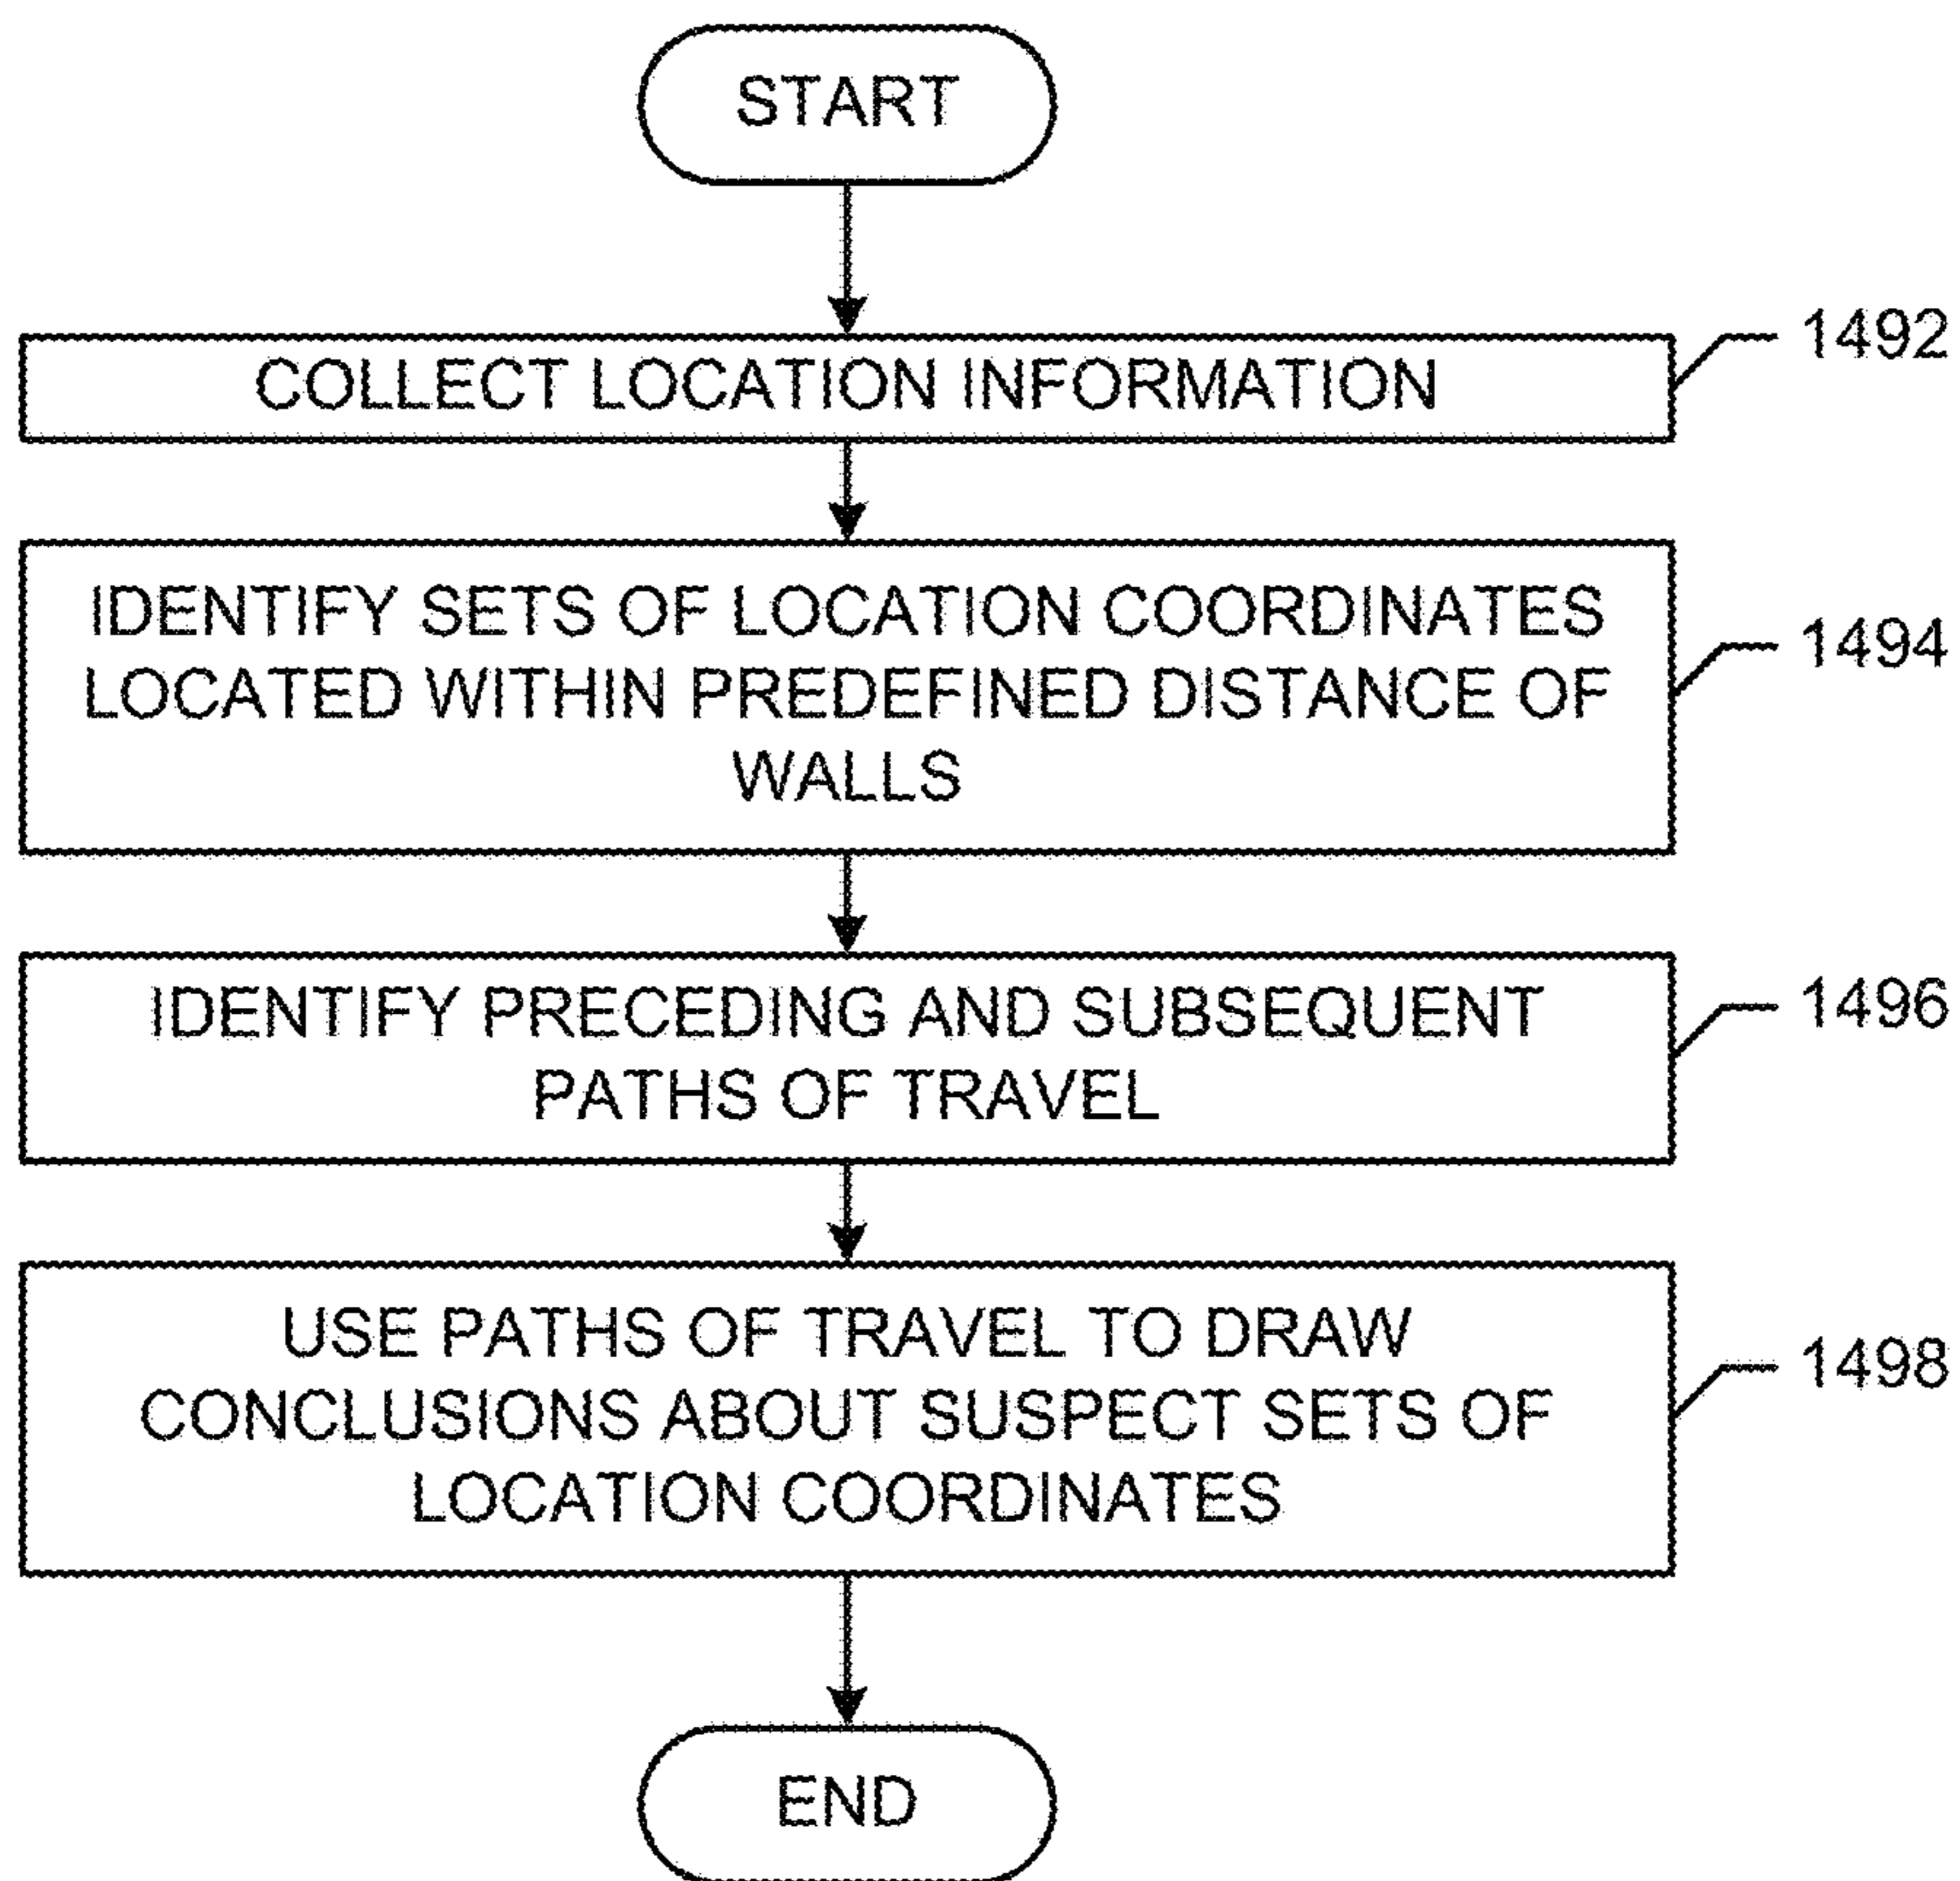 START
COLLECT LOCATION INFORMATION
1492
IDENTIFY SETS OF LOCATION COORDINATES
LOCATED WITHIN PREDEFINED DISTANCE OF
WALLS
1494
IDENTIFY PRECEDING AND SUBSEQUENT
PATHS OF TRAVEL
1496
USE PATHS OF TRAVEL TO DRAW
CONCLUSIONS ABOUT SUSPECT SETS OF
LOCATION COORDINATES
1498
END